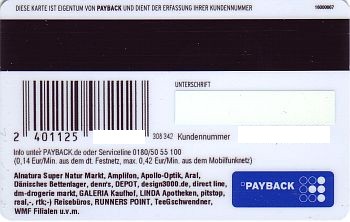 DIESE KARTE IST EIGENTUM VON PAYBACK UND DIENT DER ERFASSUNG IHRER KUNDENNUMMER
16000667
UNTERSCHRIFT
2 401125
308 342 Kundennummer
Info unter PAYBACK.de oder Serviceline 0180/50 55 100
(0,14 Eur/Min. aus dem dt. Festnetz, max. 0,42 Eur/Min. aus dem Mobilfunknetz)
Alnatura Super Natur Markt, Amplifon, Apollo-Optik, Aral,
Dänisches Bettenlager, denn's, DEPOT, design3000.de, direct line,
dm-drogerie markt, GALERIA Kaufhof, LINDA Apotheken, pitstop,
real,-, rtk;-) Reisebüro, RUNNERS POINT, TeeGschwendner,
WMF Filialen u.v.m.
PAYBACK